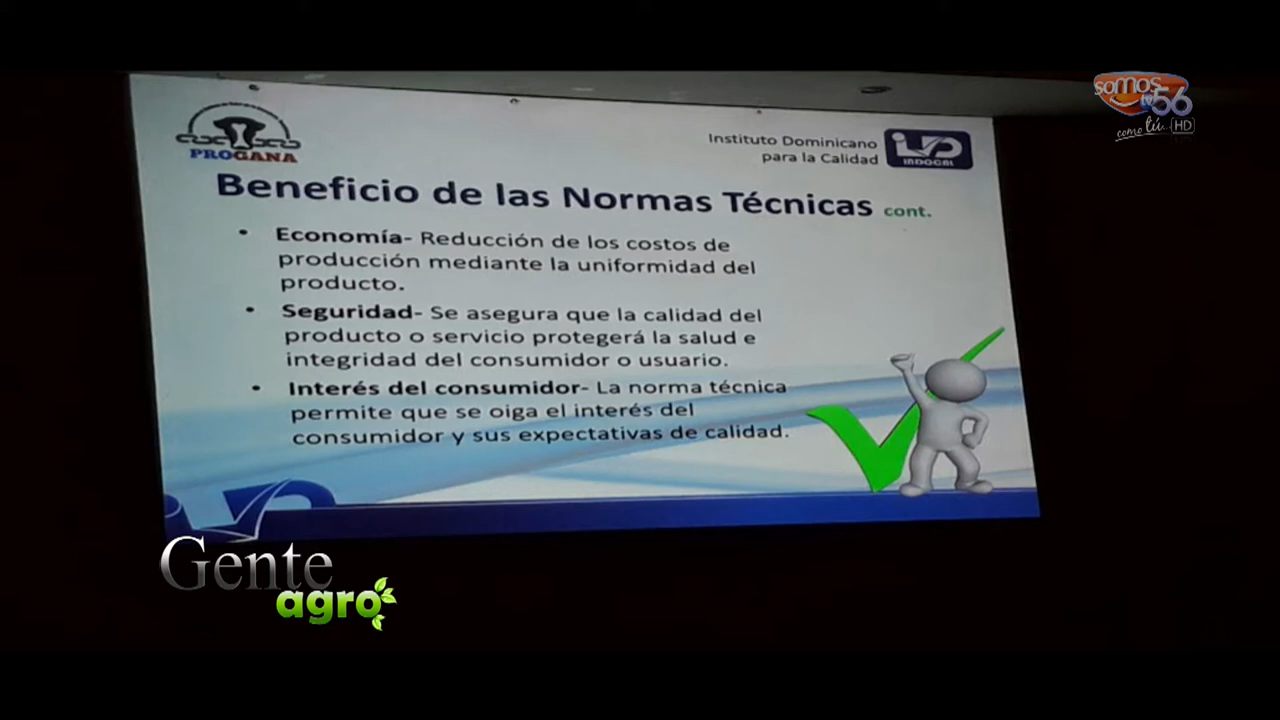 somos
tv56
como tú
HD
PROGANA
Instituto Dominicano
para la Calidad
INDOCAL
Beneficio de las Normas Técnicas cont.
• Economía- Reducción de los costos de
producción mediante la uniformidad del
producto.
• Seguridad- Se asegura que la calidad del
producto o servicio protegerá la salud e
integridad del consumidor o usuario.
• Interés del consumidor- La norma técnica
permite que se oiga el interés del
consumidor y sus expectativas de calidad.
Gente
agro